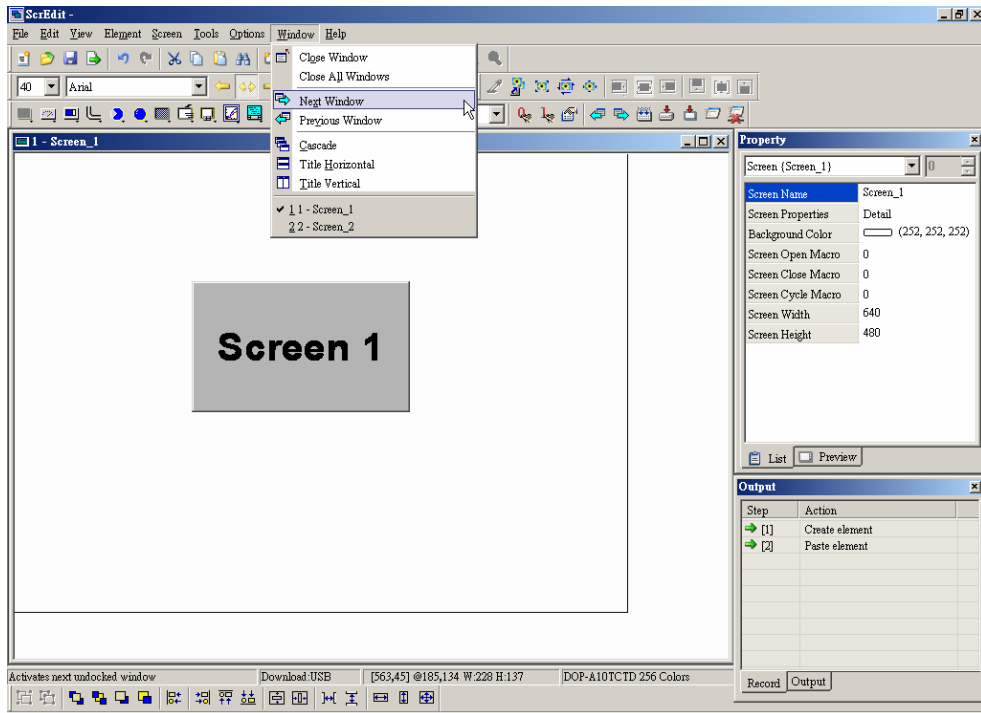 ScrEdit -
File Edit View Element Screen Tools Options Window Help
40 Arial
Close Window
Close All Windows
Next Window
Previous Window
Cascade
Title Horizontal
Title Vertical
✔ 1 1 - Screen_1
2 2 - Screen_2
1 - Screen_1
Screen 1
Property
Screen {Screen_1} 0
Screen Name Screen_1
Screen Properties Detail
Background Color (252, 252, 252)
Screen Open Macro 0
Screen Close Macro 0
Screen Cycle Macro 0
Screen Width 640
Screen Height 480
List Preview
Output
Step Action
[1] Create element
[2] Paste element
Record Output
Activates next undocked window Download:USB [563,45] @185,134 W:228 H:137 DOP-A10TCTD 256 Colors